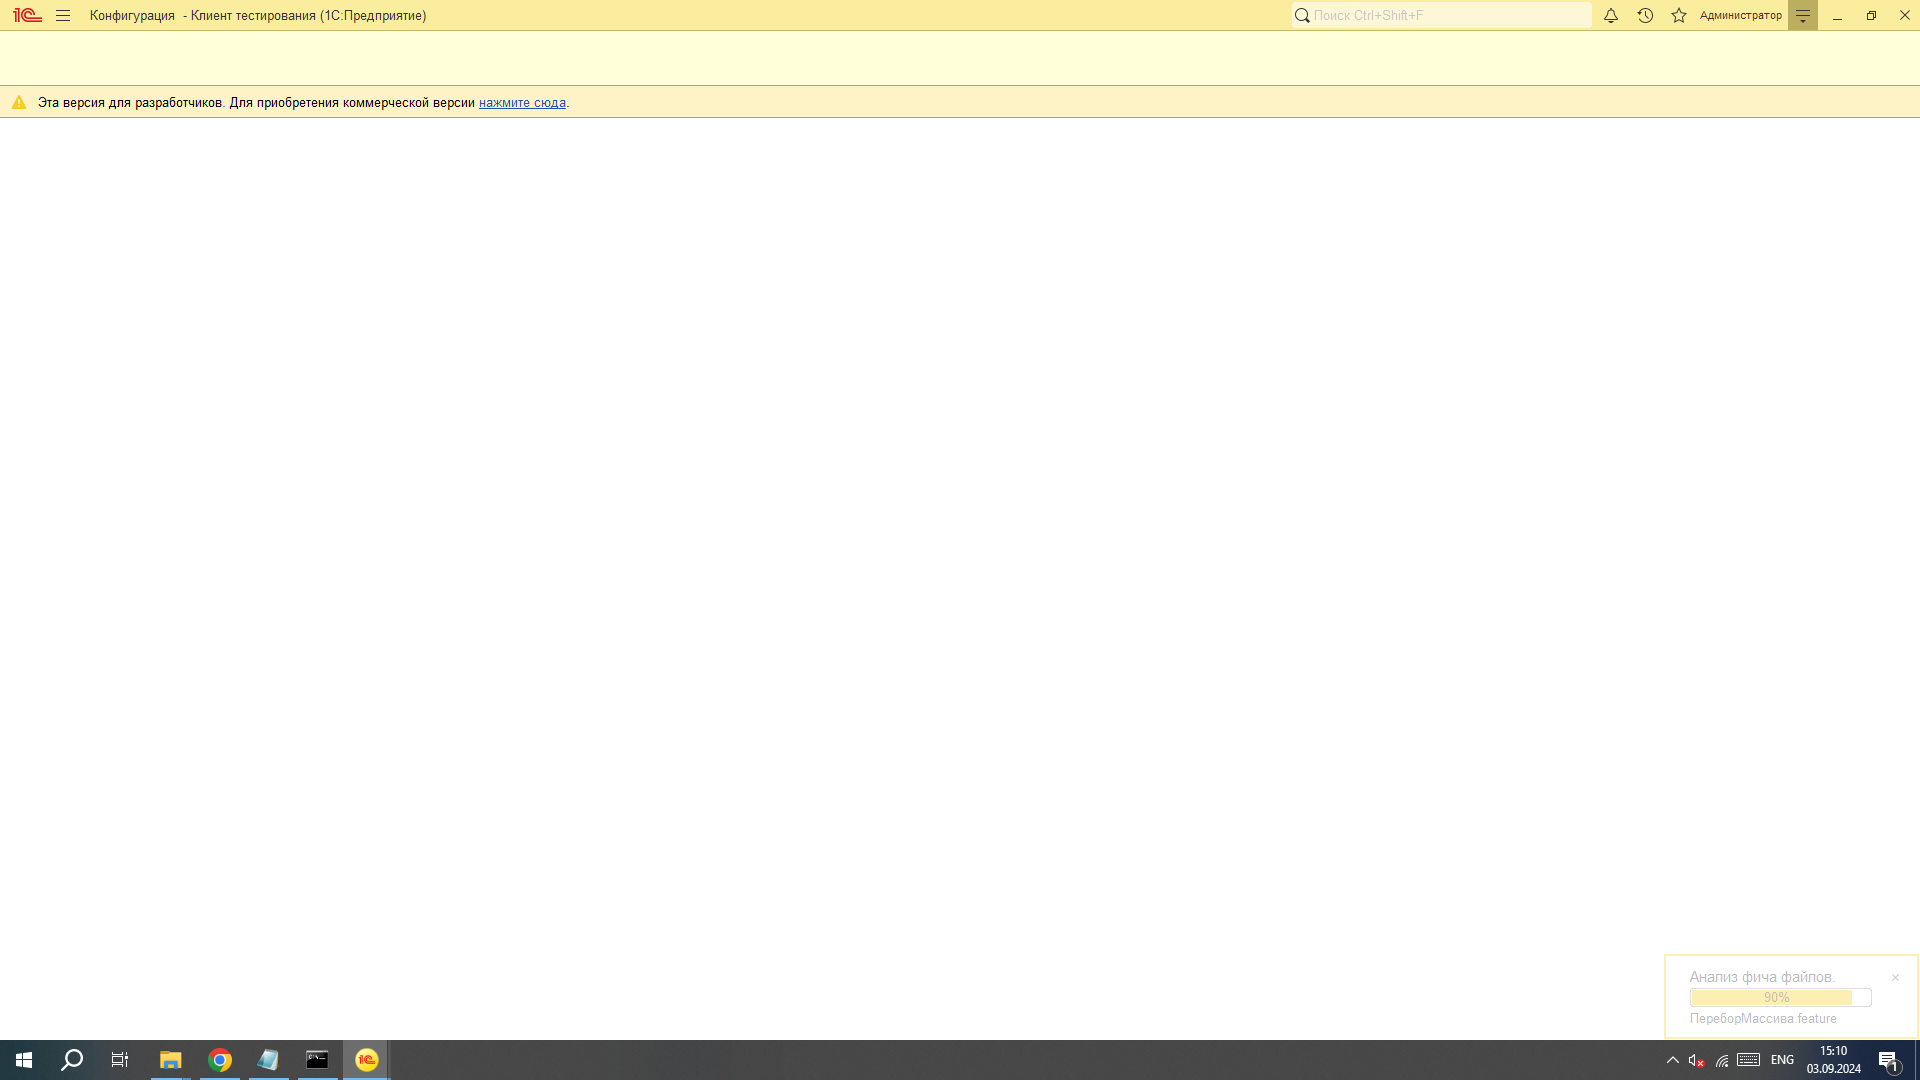 1С Конфигурация - Клиент тестирования (1С:Предприятие) Поиск Ctrl+Shift+F Администратор
Эта версия для разработчиков. Для приобретения коммерческой версии нажмите сюда.
Анализ фича файлов.
90%
ПереборМассива.feature
ENG
15:10
03.09.2024
1